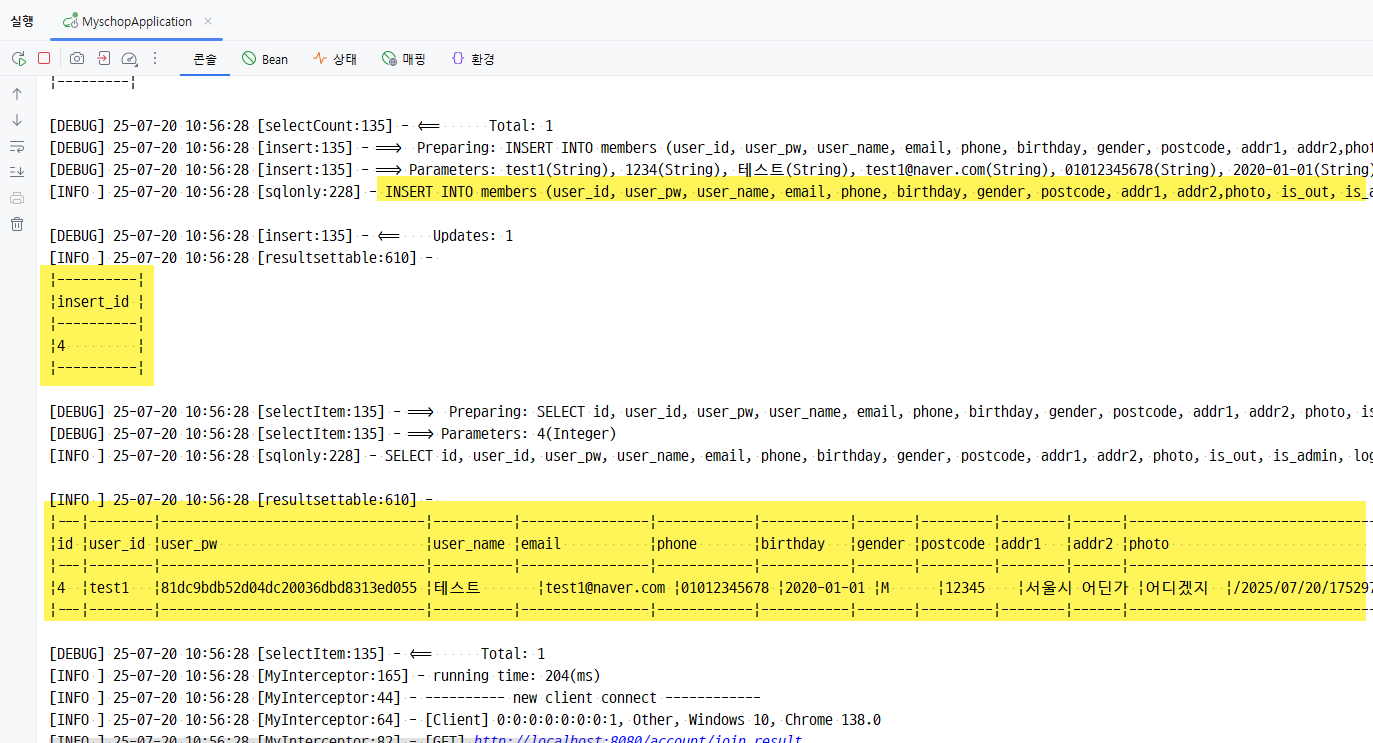 실행 MyschopApplication ×
콘솔 Bean 상태 매핑 환경
¦---------¦
[DEBUG] 25-07-20 10:56:28 [selectCount:135] - <== Total: 1
[DEBUG] 25-07-20 10:56:28 [insert:135] - ==> Preparing: INSERT INTO members (user_id, user_pw, user_name, email, phone, birthday, gender, postcode, addr1, addr2,phot
[DEBUG] 25-07-20 10:56:28 [insert:135] - ==> Parameters: test1(String), 1234(String), 테스트(String), test1@naver.com(String), 01012345678(String), 2020-01-01(String)
[INFO ] 25-07-20 10:56:28 [sqlonly:228] - INSERT INTO members (user_id, user_pw, user_name, email, phone, birthday, gender, postcode, addr1, addr2,photo, is_out, is_a
[DEBUG] 25-07-20 10:56:28 [insert:135] - <== Updates: 1
[INFO ] 25-07-20 10:56:28 [resultsettable:610] -
¦----------¦
¦insert_id ¦
¦----------¦
¦4 ¦
¦----------¦
[DEBUG] 25-07-20 10:56:28 [selectItem:135] - ==> Preparing: SELECT id, user_id, user_pw, user_name, email, phone, birthday, gender, postcode, addr1, addr2, photo, is
[DEBUG] 25-07-20 10:56:28 [selectItem:135] - ==> Parameters: 4(Integer)
[INFO ] 25-07-20 10:56:28 [sqlonly:228] - SELECT id, user_id, user_pw, user_name, email, phone, birthday, gender, postcode, addr1, addr2, photo, is_out, is_admin, log
[INFO ] 25-07-20 10:56:28 [resultsettable:610] -
¦---¦--------¦---------------------------------¦----------¦----------------¦------------¦-----------¦-------¦---------¦--------¦------¦------------------------------
¦id ¦user_id ¦user_pw ¦user_name ¦email ¦phone ¦birthday ¦gender ¦postcode ¦addr1 ¦addr2 ¦photo
¦---¦--------¦---------------------------------¦----------¦----------------¦------------¦-----------¦-------¦---------¦--------¦------¦------------------------------
¦4 ¦test1 ¦81dc9bdb52d04dc20036dbd8313ed055 ¦테스트 ¦test1@naver.com ¦01012345678 ¦2020-01-01 ¦M ¦12345 ¦서울시 어딘가 ¦어디겠지 ¦/2025/07/20/175297
¦---¦--------¦---------------------------------¦----------¦----------------¦------------¦-----------¦-------¦---------¦--------¦------¦------------------------------
[DEBUG] 25-07-20 10:56:28 [selectItem:135] - <== Total: 1
[INFO ] 25-07-20 10:56:28 [MyInterceptor:165] - running time: 204(ms)
[INFO ] 25-07-20 10:56:28 [MyInterceptor:44] - ---------- new client connect ------------
[INFO ] 25-07-20 10:56:28 [MyInterceptor:64] - [Client] 0:0:0:0:0:0:0:1, Other, Windows 10, Chrome 138.0
[INFO ] 25-07-20 10:56:28 [MyInterceptor:82] - [GET] http://localhost:8080/account/join_result